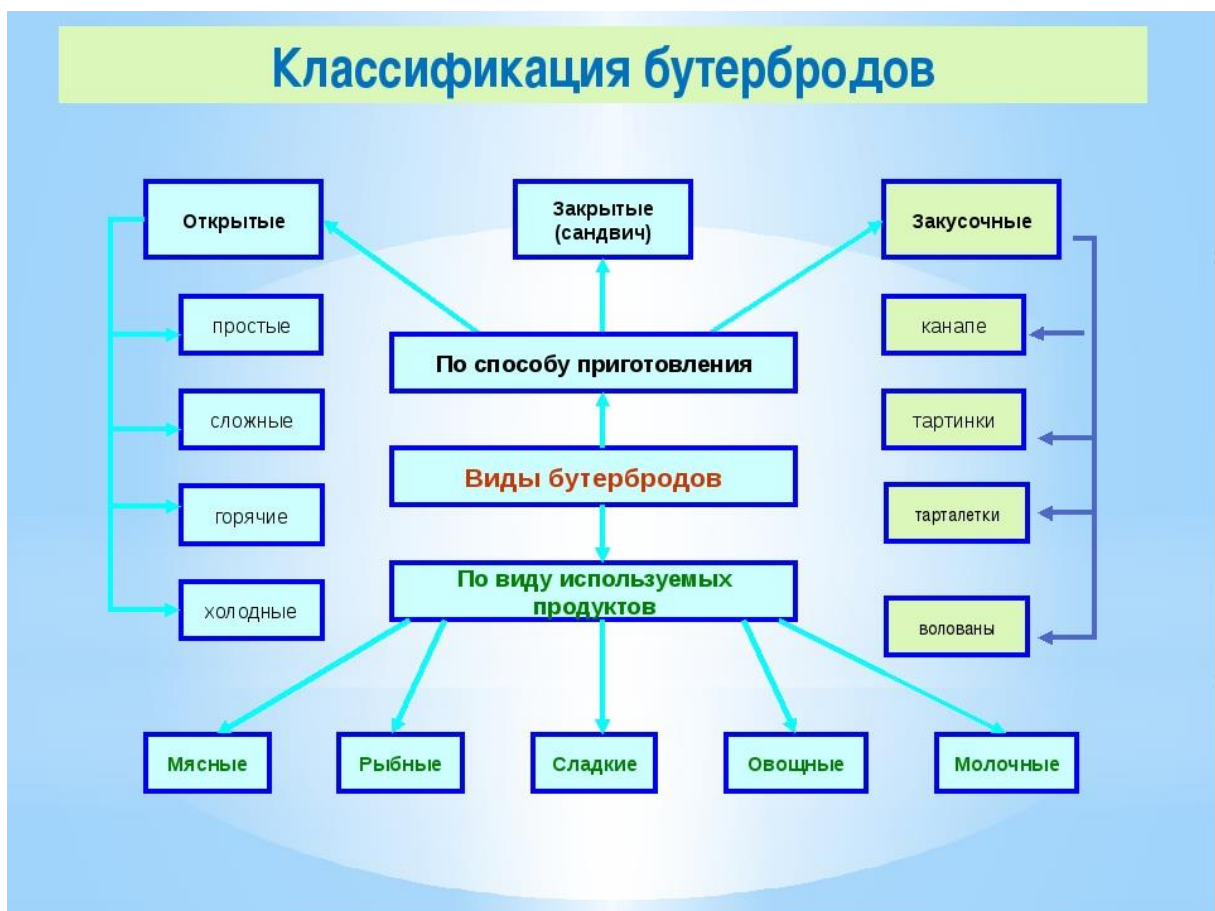 Классификация бутербродов
Открытые
Закрытые
(сандвич)
Закусочные
простые
канапе
По способу приготовления
сложные
тартинки
Виды бутербродов
горячие
тарталетки
По виду используемых
продуктов
холодные
волованы
Мясные
Рыбные
Сладкие
Овощные
Молочные